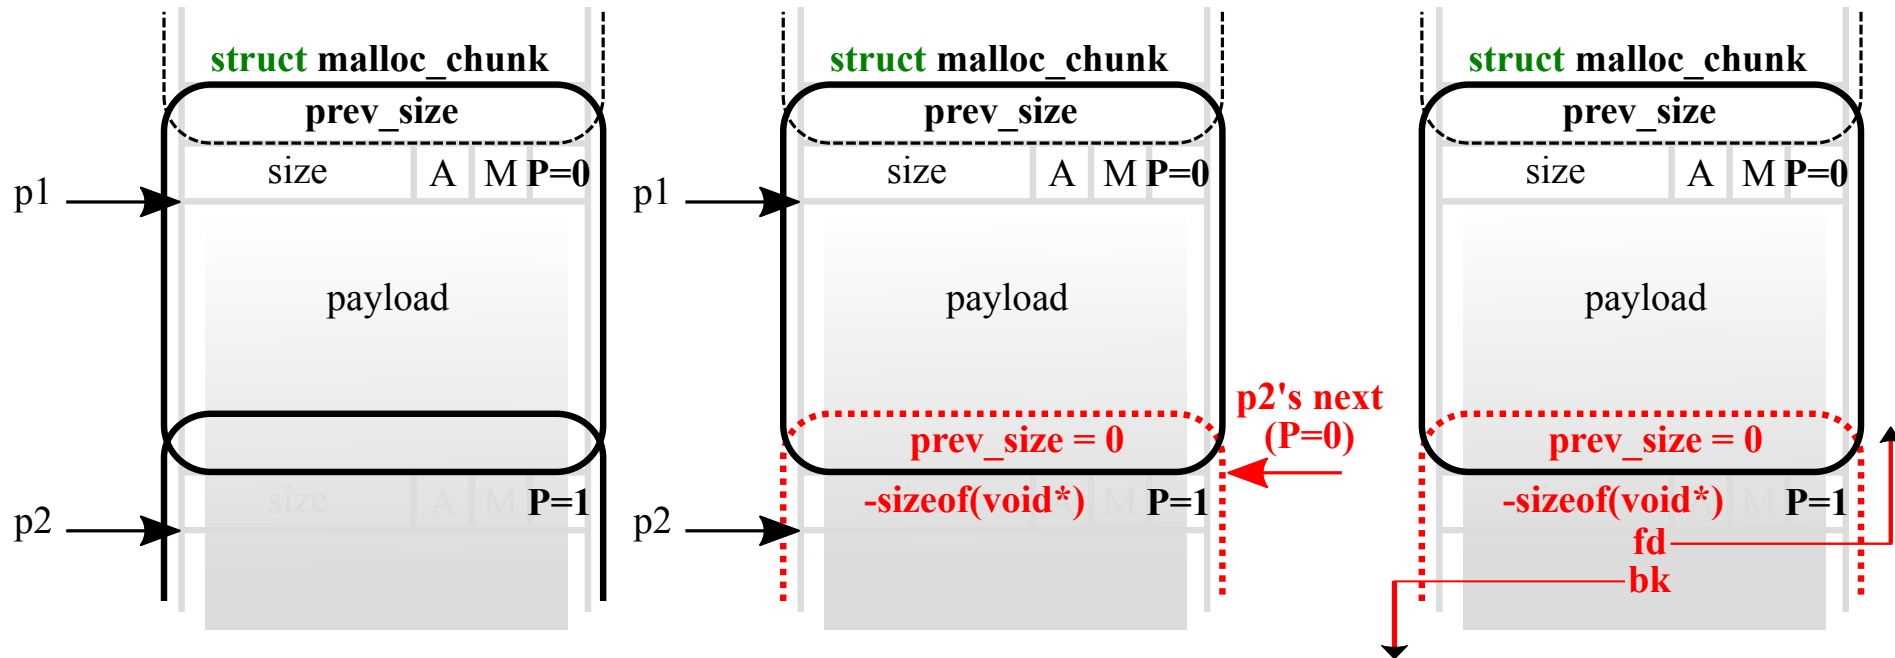 struct malloc_chunk
prev_size
size A M P=0
p1
payload
size A M P=1
p2
struct malloc_chunk
prev_size
size A M P=0
p1
payload
p2's next
(P=0)
prev_size = 0
-sizeof(void*) M P=1
p2
struct malloc_chunk
prev_size
size A M P=0
payload
prev_size = 0
-sizeof(void*) M P=1
fd
bk